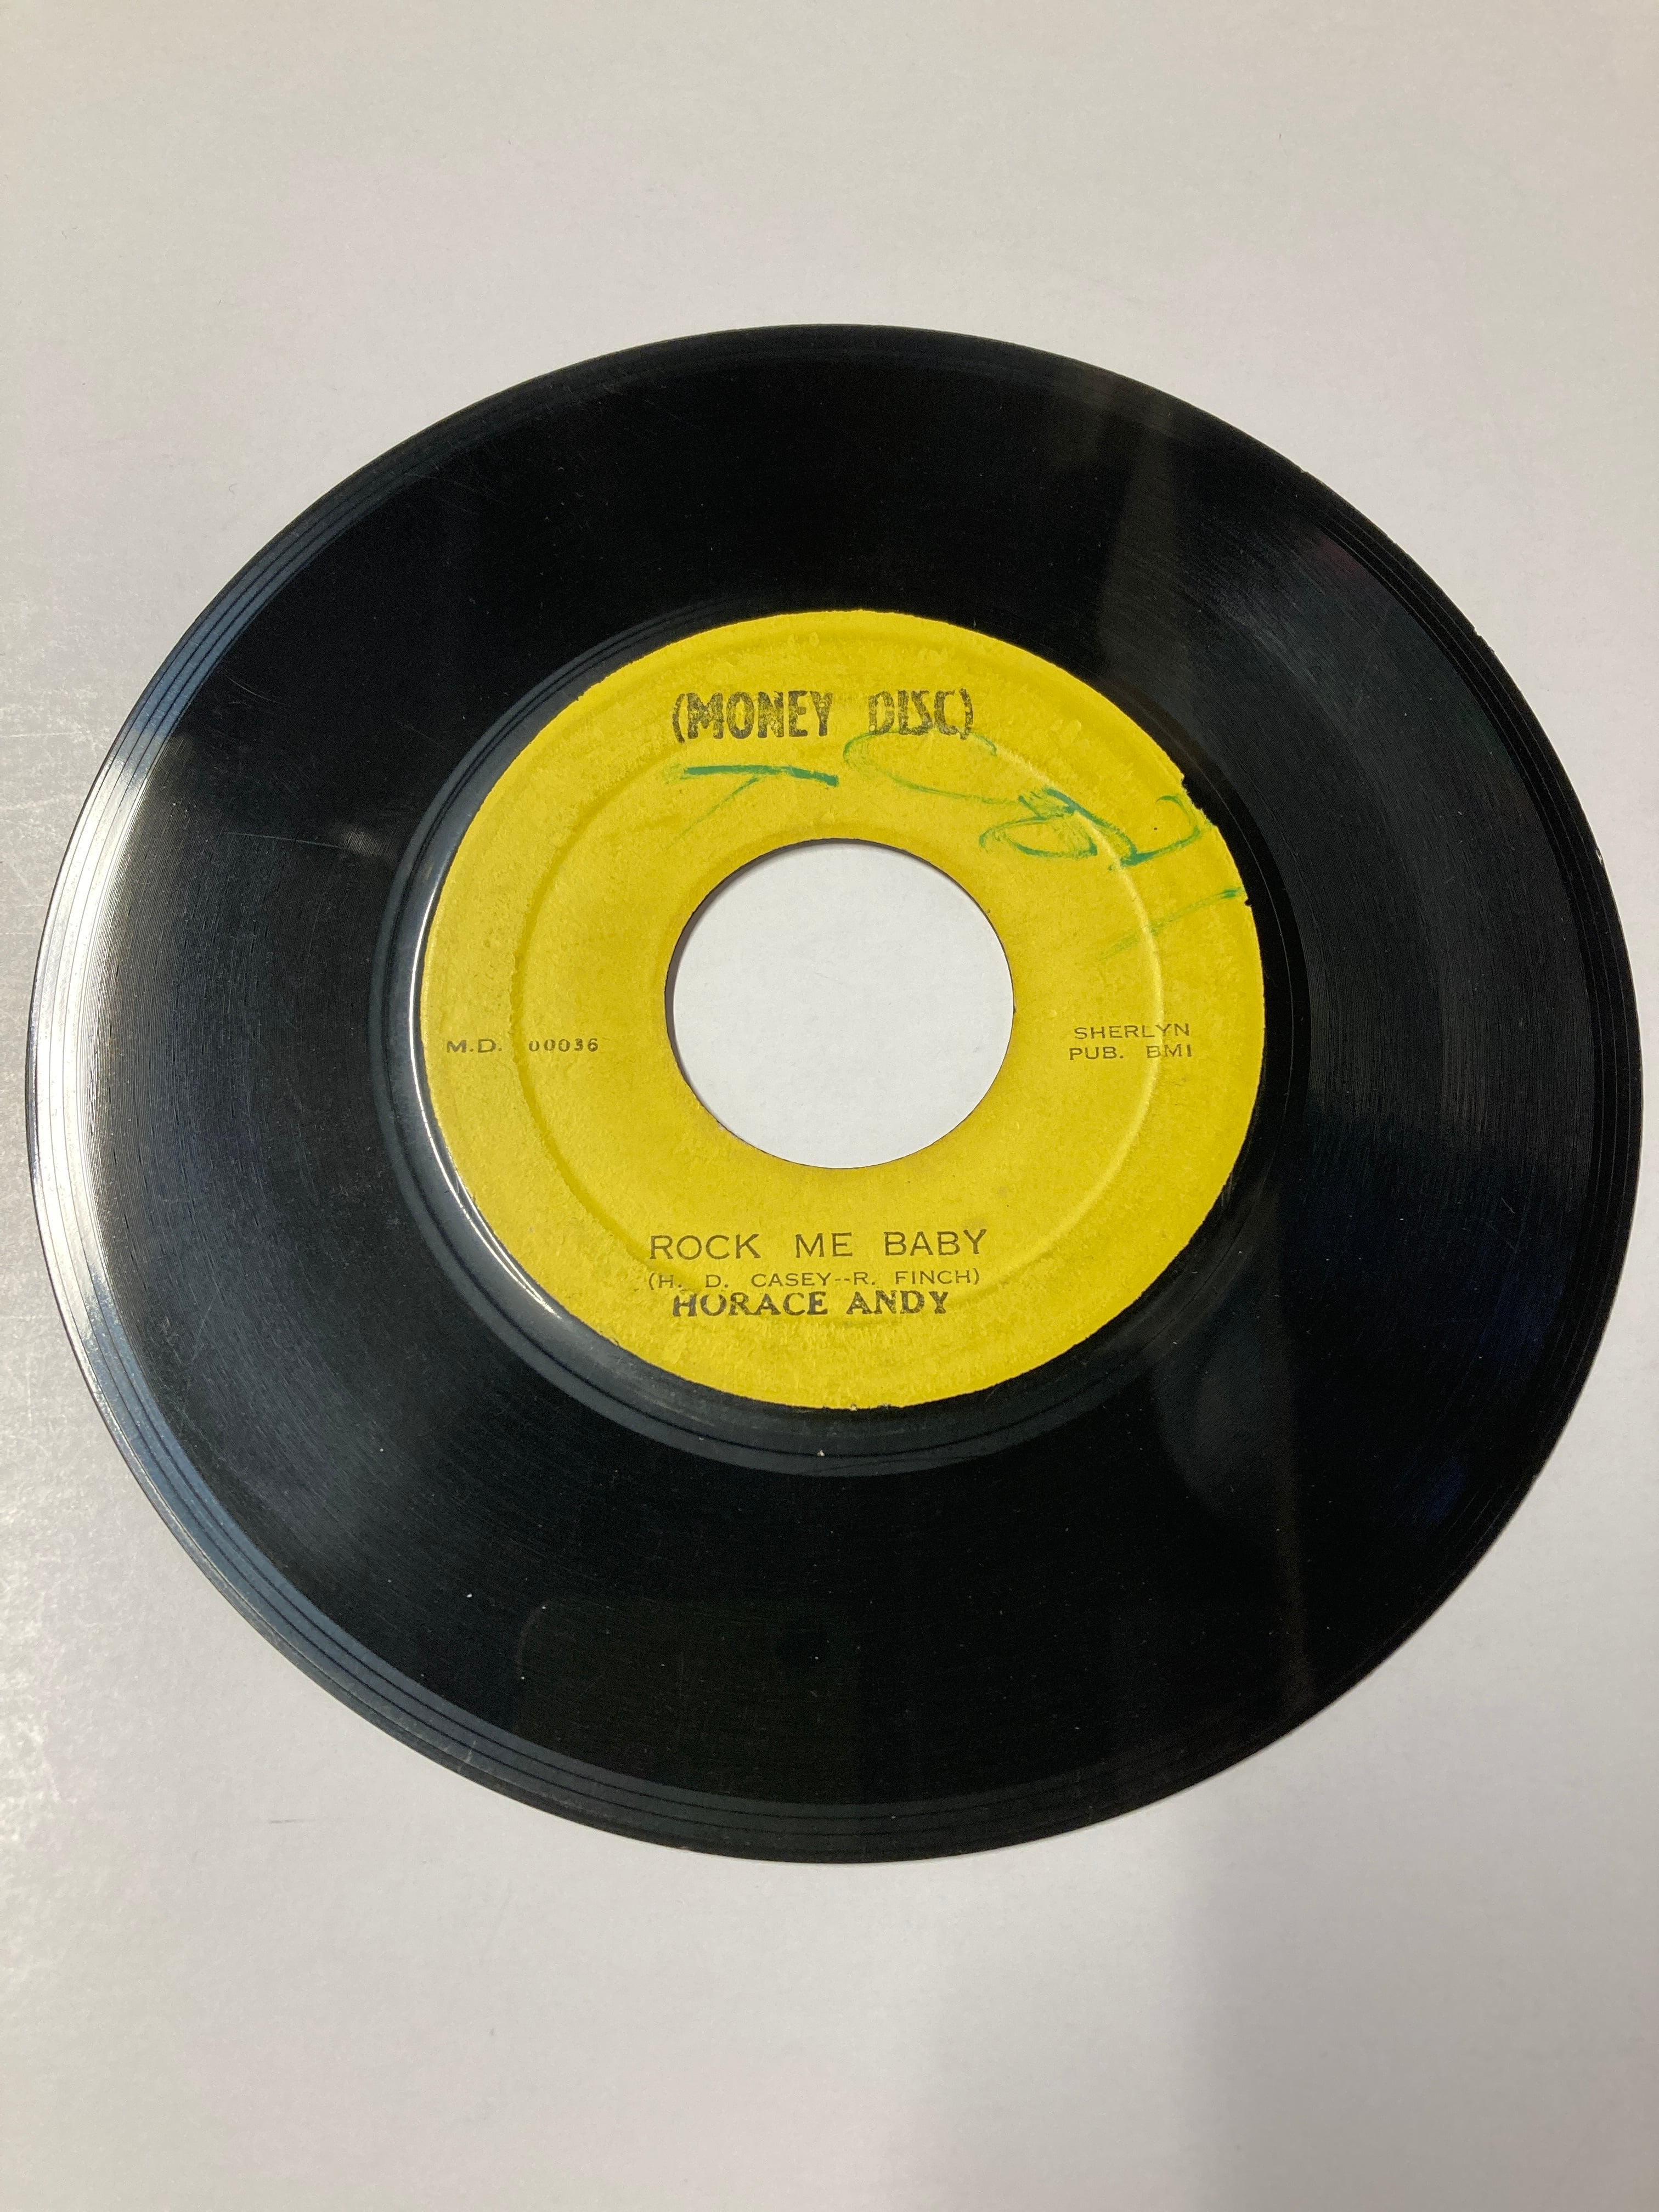 (MONEY DISC)
M.D. 00036
SHERLYN
PUB. BMI
ROCK ME BABY
(H. D. CASEY--R. FINCH)
HORACE ANDY